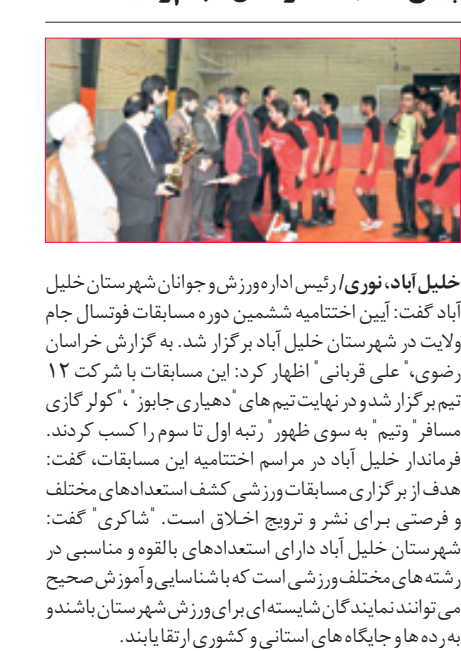 خلیل‌آباد، نوری/ رئیس اداره ورزش و جوانان شهرستان خلیل
آباد گفت: آیین اختتامیه ششمین دوره مسابقات فوتسال جام
ولایت در شهرستان خلیل آباد برگزار شد. به گزارش خراسان
رضوی،"علی قربانی" اظهار کرد: این مسابقات با شرکت ۱۲
تیم برگزار شد و در نهایت تیم های "دهیاری جابوز"،"کولر گازی
مسافر" وتیم" به سوی ظهور" رتبه اول تا سوم را کسب کردند.
فرماندار خلیل آباد در مراسم اختتامیه این مسابقات، گفت:
هدف از برگزاری مسابقات ورزشی کشف استعدادهای مختلف
و فرصتی برای نشر و ترویج اخلاق است. "شاکری" گفت:
شهرستان خلیل آباد دارای استعدادهای بالقوه و مناسبی در
رشته های مختلف ورزشی است که با شناسایی و آموزش صحیح
می توانند نمایندگان شایسته ای برای ورزش شهرستان باشند و
به رده ها و جایگاه های استانی و کشوری ارتقا یابند.